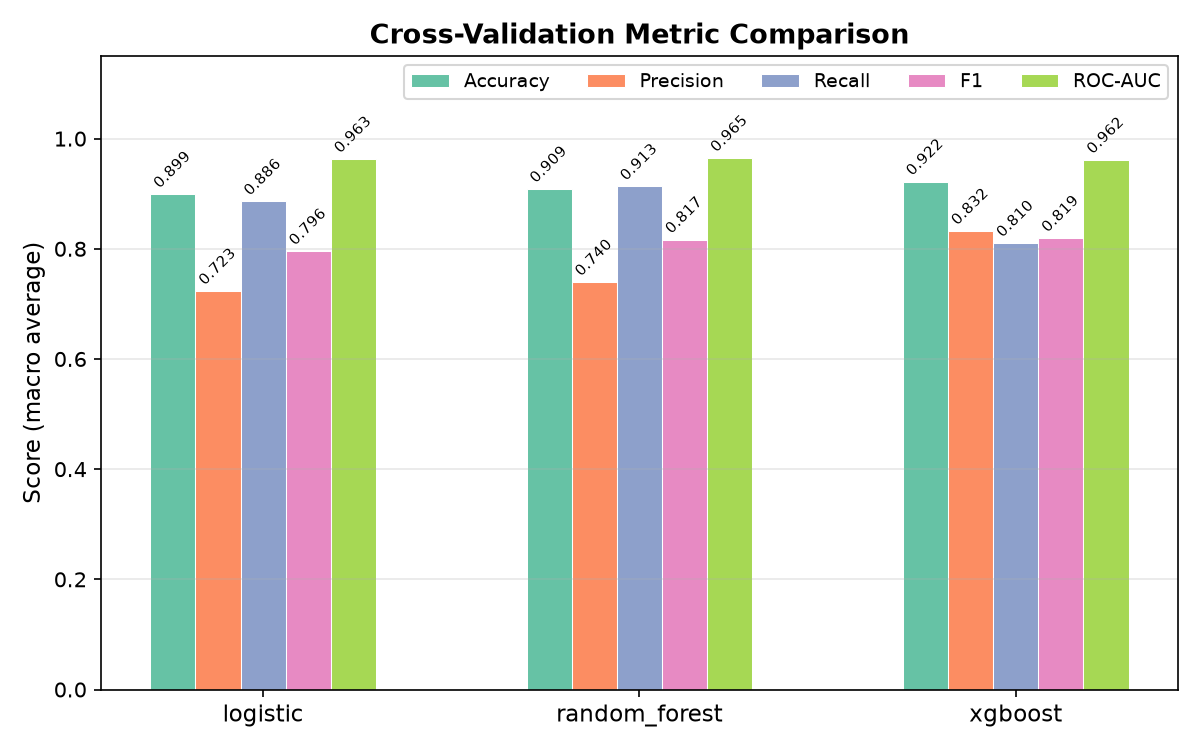 Cross-Validation Metric Comparison
Accuracy Precision Recall F1 ROC-AUC
Score (macro average)
1.0
0.8
0.6
0.4
0.2
0.0
0.899 0.723 0.886 0.796 0.963
0.909 0.740 0.913 0.817 0.965
0.922 0.832 0.810 0.819 0.962
logistic random_forest xgboost